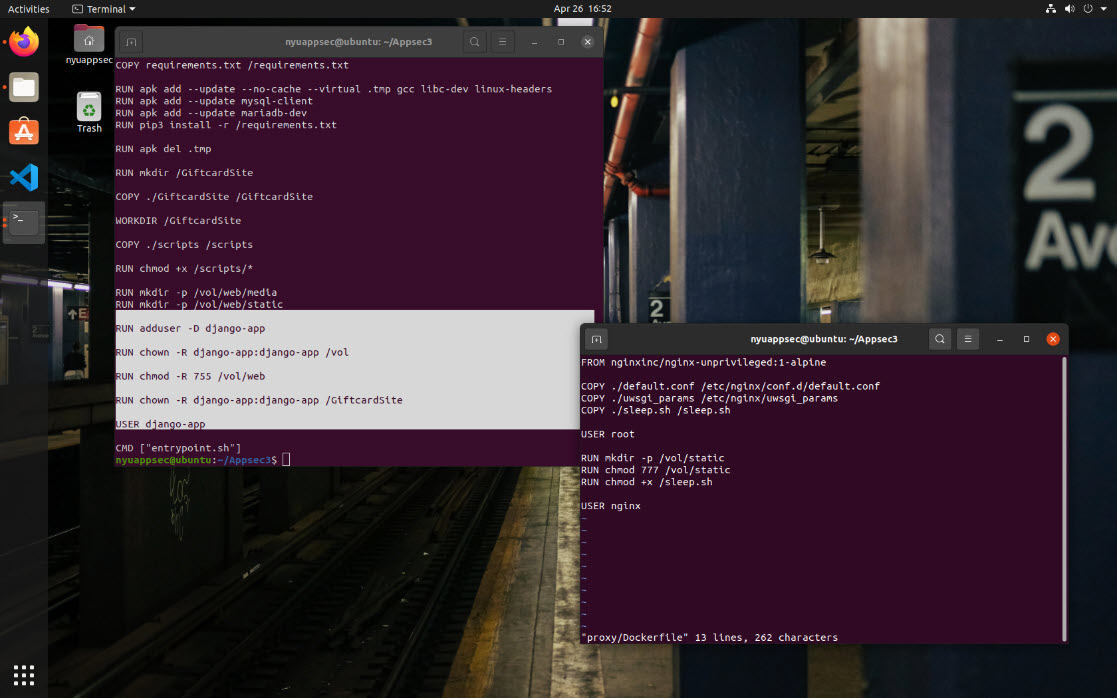 Activities
Terminal
Apr 26 16:52
nyuappsec
Trash
nyuappsec@ubuntu: ~/Appsec3
COPY requirements.txt /requirements.txt
RUN apk add --update --no-cache --virtual .tmp gcc libc-dev linux-headers
RUN apk add --update mysql-client
RUN apk add --update mariadb-dev
RUN pip3 install -r /requirements.txt
RUN apk del .tmp
RUN mkdir /GiftcardSite
COPY ./GiftcardSite /GiftcardSite
WORKDIR /GiftcardSite
COPY ./scripts /scripts
RUN chmod +x /scripts/*
RUN mkdir -p /vol/web/media
RUN mkdir -p /vol/web/static
RUN adduser -D django-app
RUN chown -R django-app:django-app /vol
RUN chmod -R 755 /vol/web
RUN chown -R django-app:django-app /GiftcardSite
USER django-app
CMD ["entrypoint.sh"]
nyuappsec@ubuntu:~/Appsec3$
nyuappsec@ubuntu: ~/Appsec3
FROM nginxinc/nginx-unprivileged:1-alpine
COPY ./default.conf /etc/nginx/conf.d/default.conf
COPY ./uwsgi_params /etc/nginx/uwsgi_params
COPY ./sleep.sh /sleep.sh
USER root
RUN mkdir -p /vol/static
RUN chmod 777 /vol/static
RUN chmod +x /sleep.sh
USER nginx
~
~
~
~
~
~
~
~
~
~
"proxy/Dockerfile" 13 lines, 262 characters
2
Ave
2